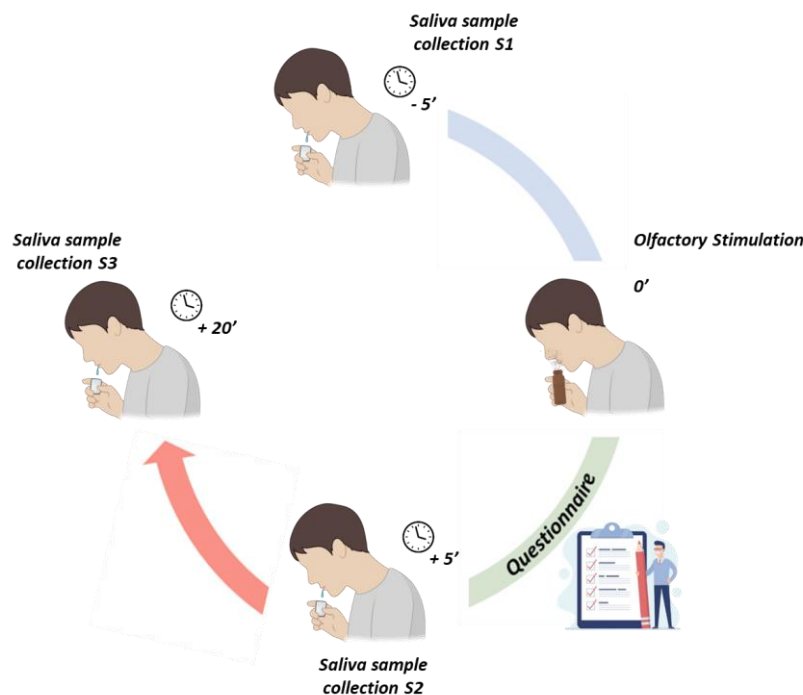 Saliva sample
collection S1
- 5’
Olfactory Stimulation
0’
Questionnaire
+ 5’
Saliva sample
collection S2
Saliva sample
collection S3
+ 20’